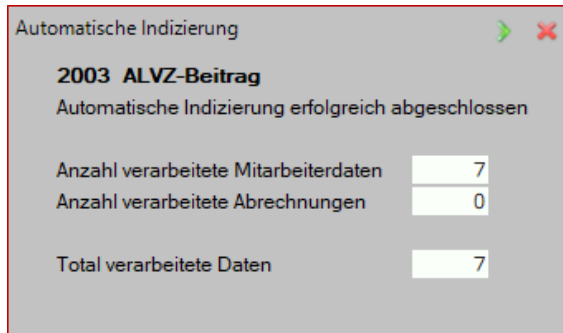 Automatische Indizierung
2003 ALVZ-Beitrag
Automatische Indizierung erfolgreich abgeschlossen
Anzahl verarbeitete Mitarbeiterdaten 7
Anzahl verarbeitete Abrechnungen 0
Total verarbeitete Daten 7